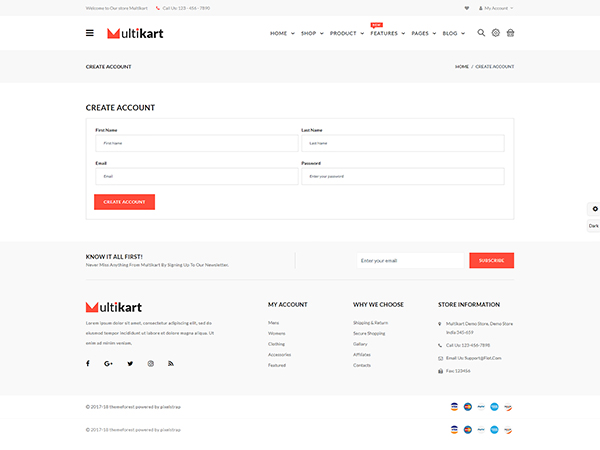 Welcome to Our store Multikart
Call Us: 123 - 456 - 7890
My Account
Multikart
NEW
HOME
SHOP
PRODUCT
FEATURES
PAGES
BLOG
CREATE ACCOUNT
HOME / CREATE ACCOUNT
CREATE ACCOUNT
First Name
Last Name
First name
Last name
Email
Password
Email
Enter your password
CREATE ACCOUNT
Dark
KNOW IT ALL FIRST!
Never Miss Anything From Multikart By Signing Up To Our Newsletter.
Enter your email
SUBSCRIBE
Multikart
Lorem ipsum dolor sit amet, consectetur adipiscing elit, sed do
eiusmod tempor incididunt ut labore et dolore magna aliqua. Ut
enim ad minim veniam,
MY ACCOUNT
Mens
Womens
Clothing
Accessories
Featured
WHY WE CHOOSE
Shipping & Return
Secure Shopping
Gallery
Affiliates
Contacts
STORE INFORMATION
Multikart Demo Store, Demo Store
India 345-659
Call Us: 123-456-7898
Email Us: Support@Fiot.Com
Fax: 123456
© 2017-18 themeforest powered by pixelstrap
© 2017-18 themeforest powered by pixelstrap